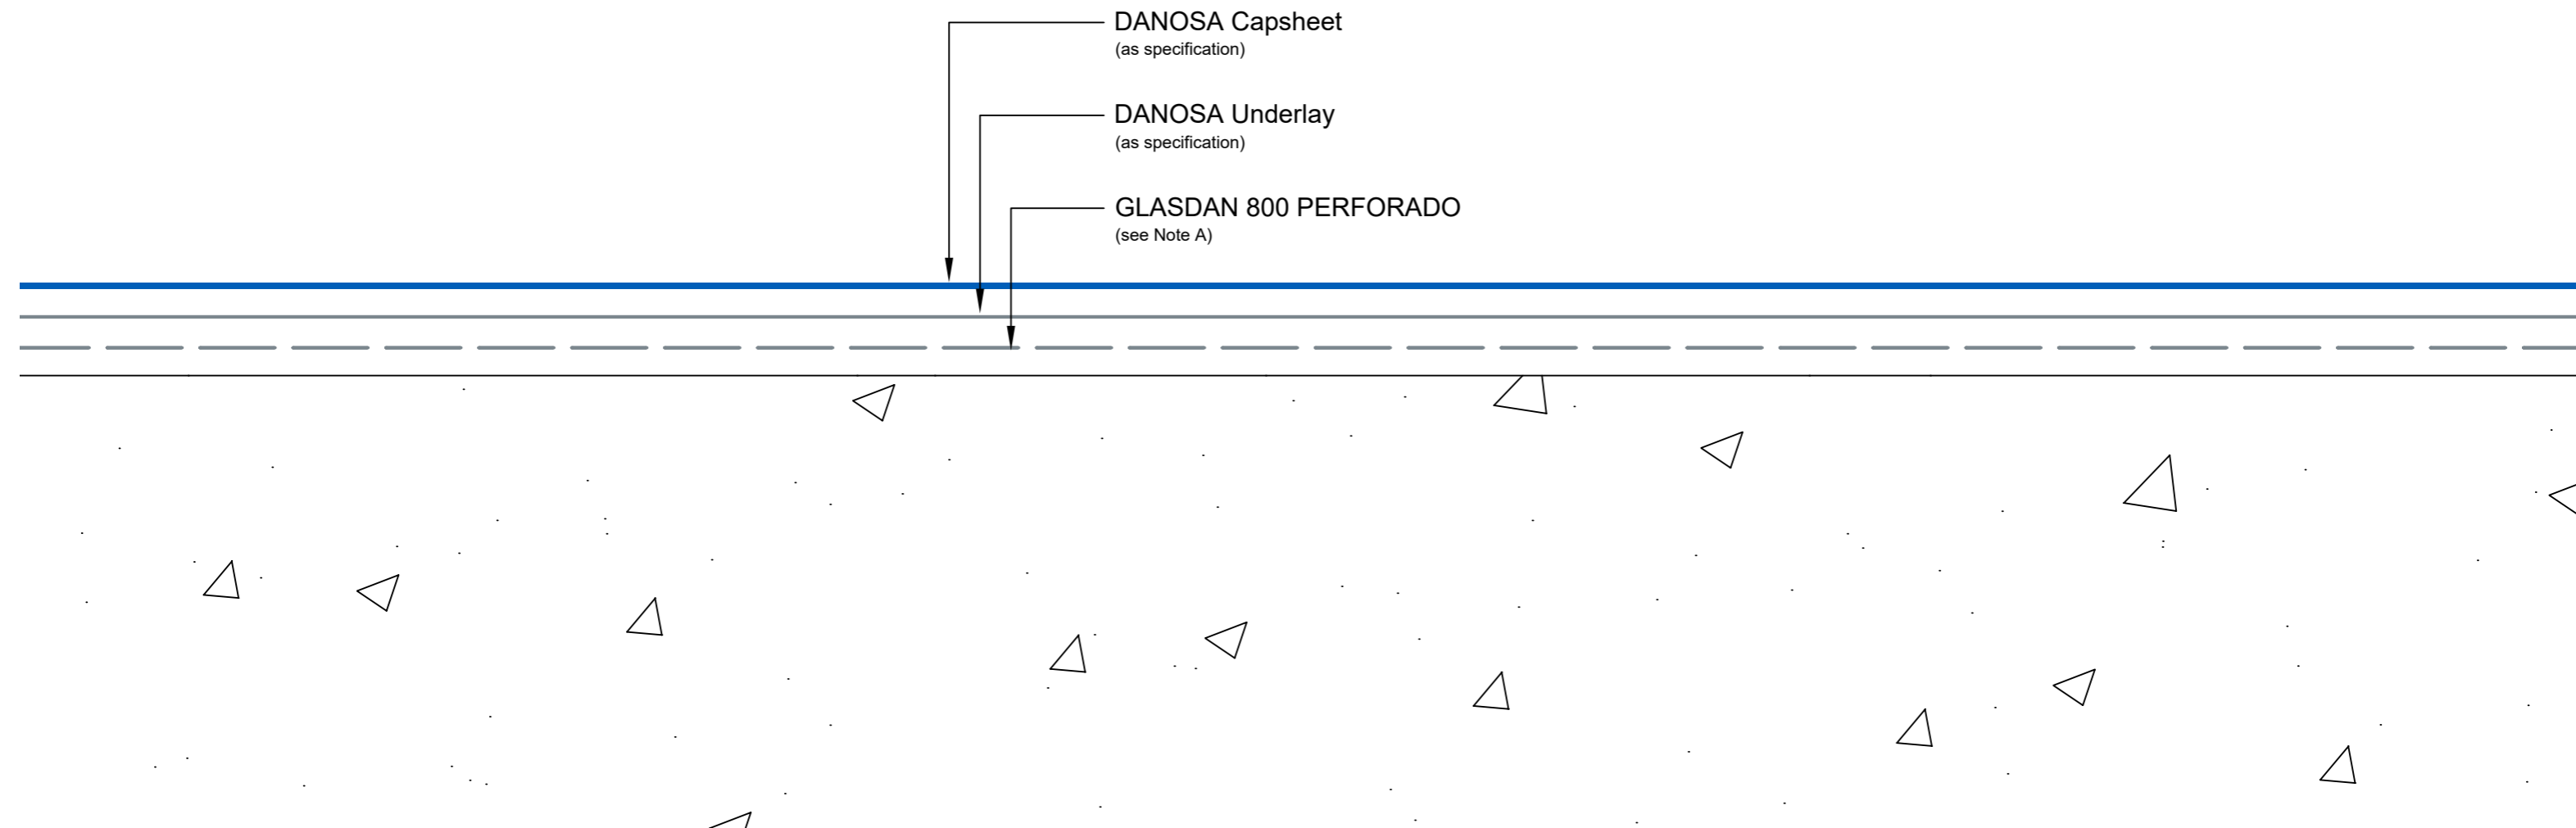 DANOSA Capsheet
(as specification)
DANOSA Underlay
(as specification)
GLASDAN 800 PERFORADO
(see Note A)